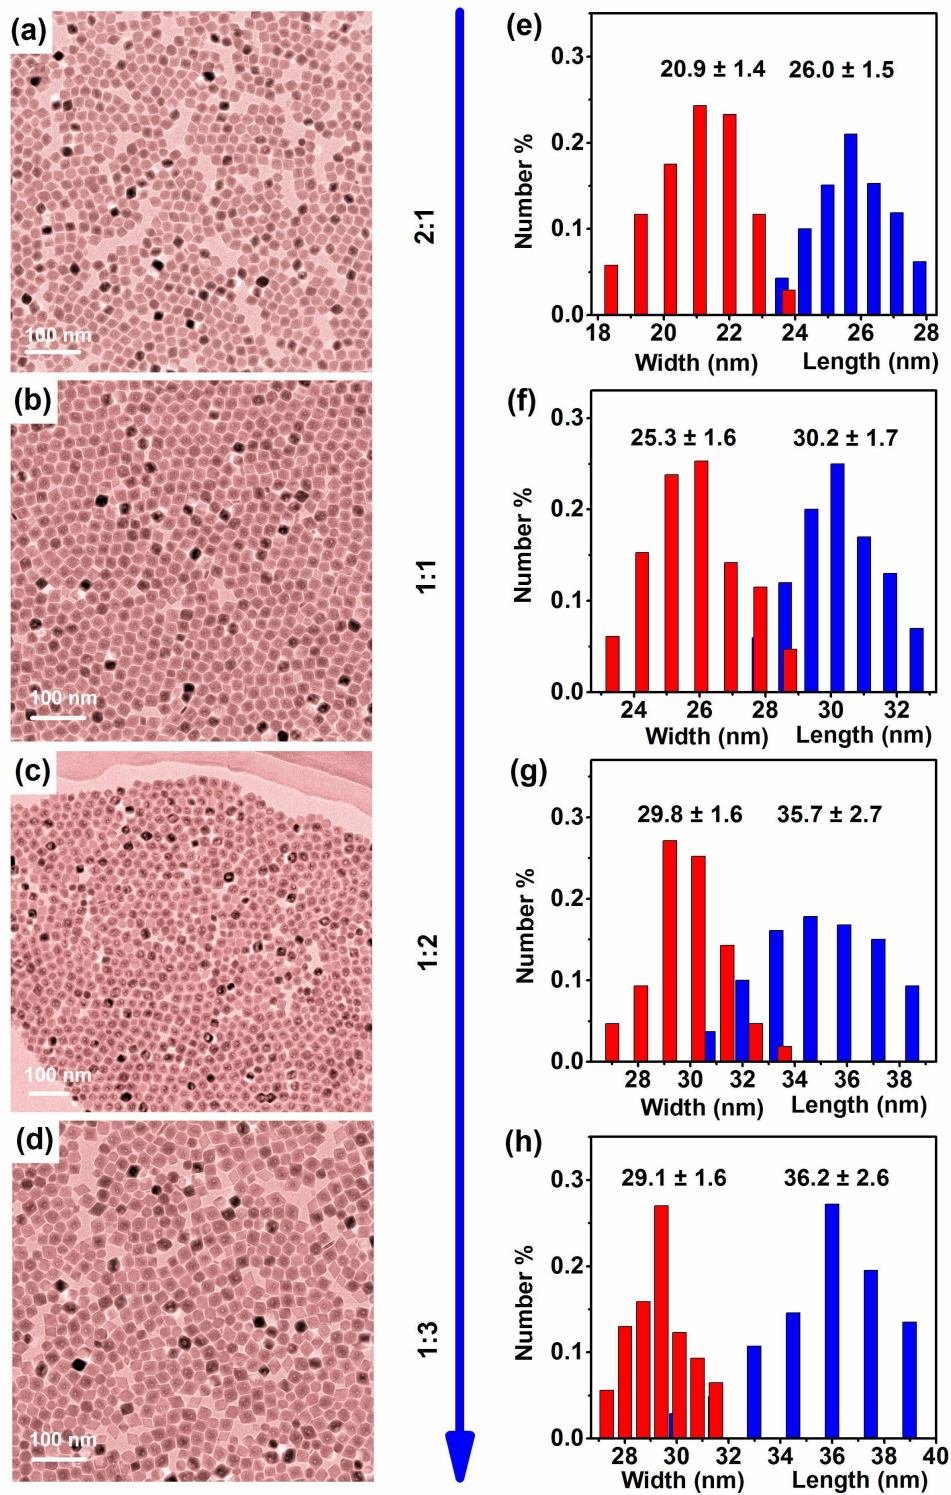 (a)
100 nm
2:1
(e)
0.3
0.2
0.1
0.0
Number %
20.9 ± 1.4
26.0 ± 1.5
18 20 22 24 26 28
Width (nm)
Length (nm)
(b)
100 nm
1:1
(f)
0.3
0.2
0.1
0.0
Number %
25.3 ± 1.6
30.2 ± 1.7
24 26 28 30 32
Width (nm)
Length (nm)
(c)
100 nm
1:2
(g)
0.3
0.2
0.1
0.0
Number %
29.8 ± 1.6
35.7 ± 2.7
28 30 32 34 36 38
Width (nm)
Length (nm)
(d)
100 nm
1:3
(h)
0.3
0.2
0.1
0.0
Number %
29.1 ± 1.6
36.2 ± 2.6
28 30 32 34 36 38 40
Width (nm)
Length (nm)